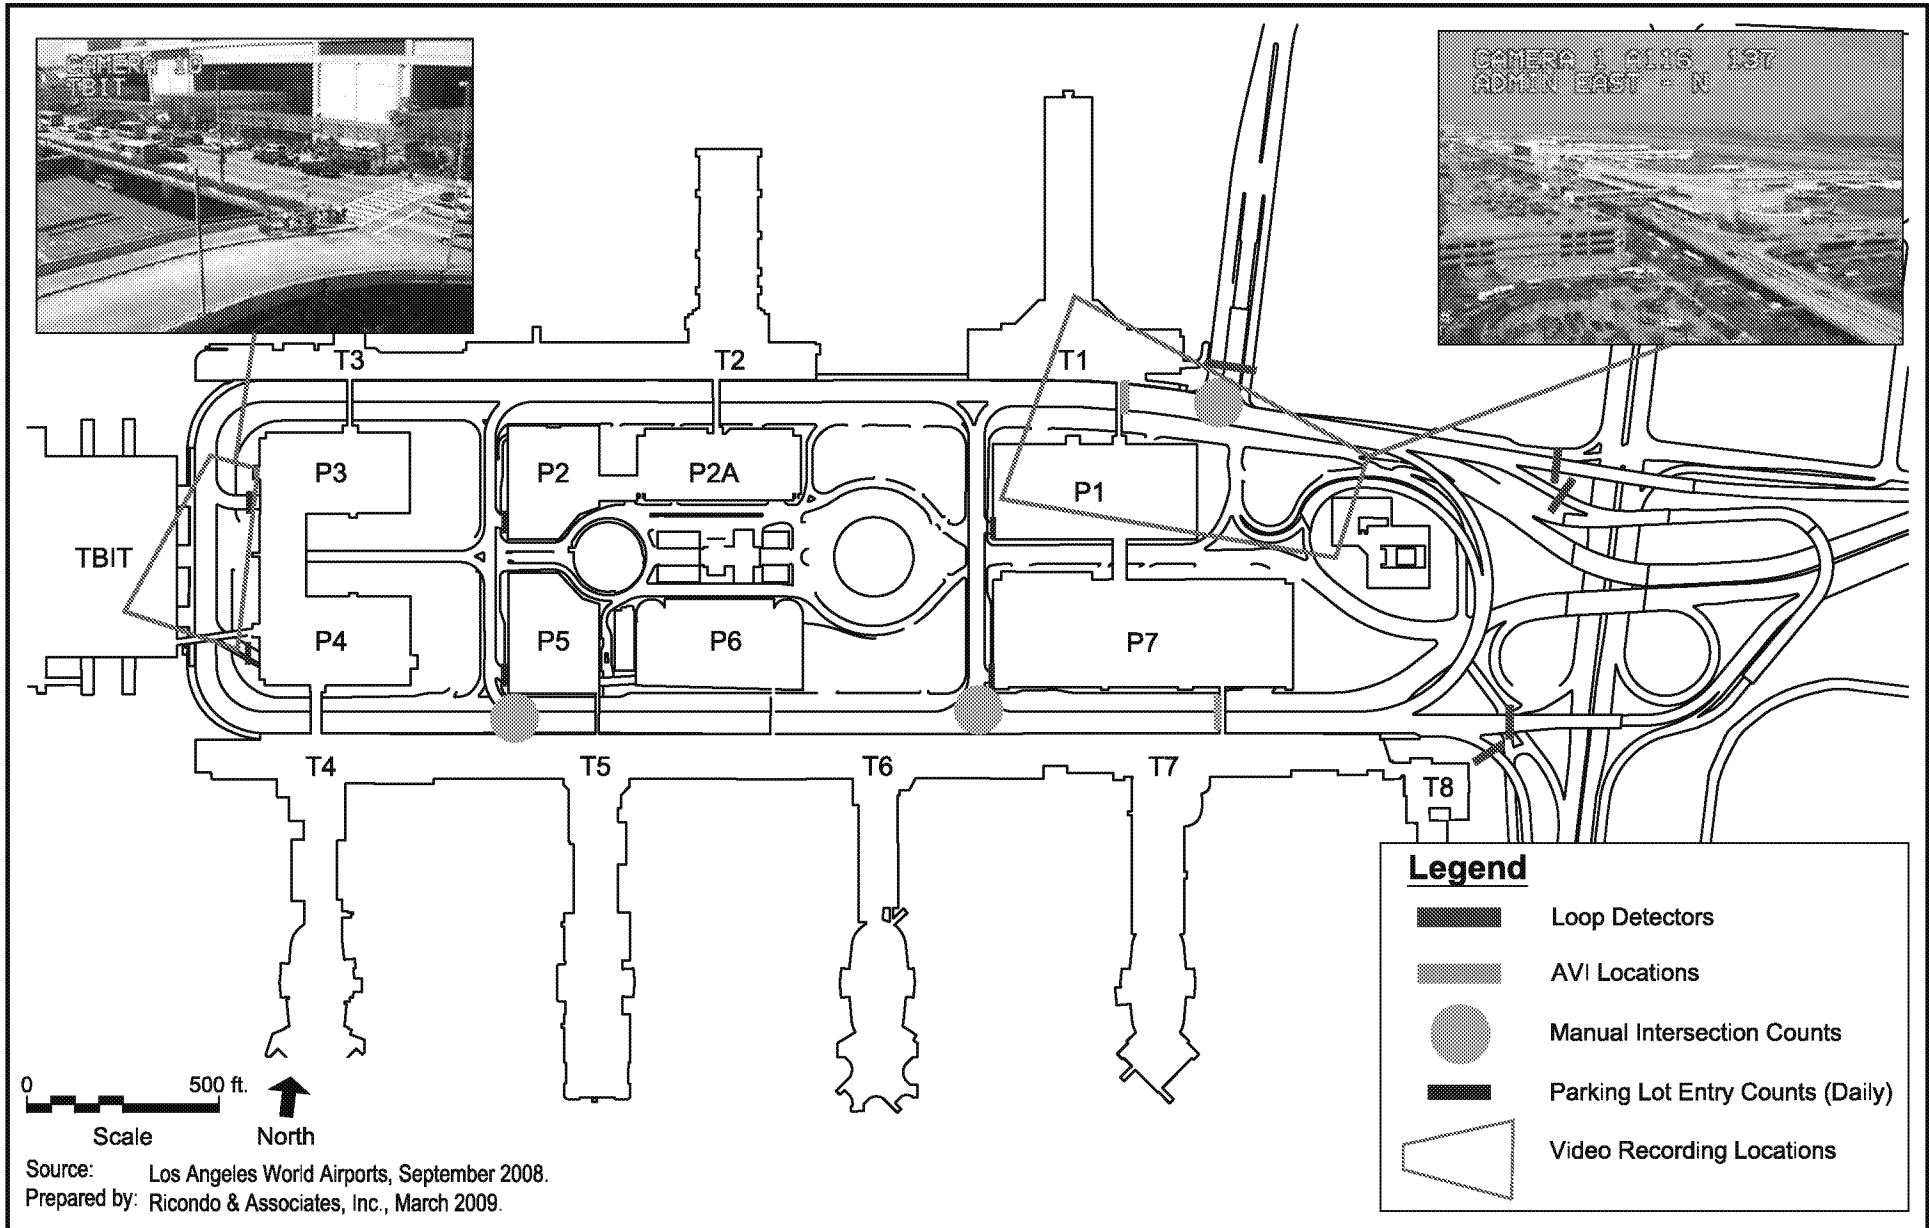 CAMERA 19
TBIT
CAMERA 1 A116 137
ADMIN EAST - N
T3
T2
T1
P3
P2
P2A
P1
TBIT
P4
P5
P6
P7
T4
T5
T6
T7
T8
Legend
Loop Detectors
AVI Locations
Manual Intersection Counts
Parking Lot Entry Counts (Daily)
Video Recording Locations
0 500 ft.
Scale North
Source: Los Angeles World Airports, September 2008.
Prepared by: Ricondo & Associates, Inc., March 2009.